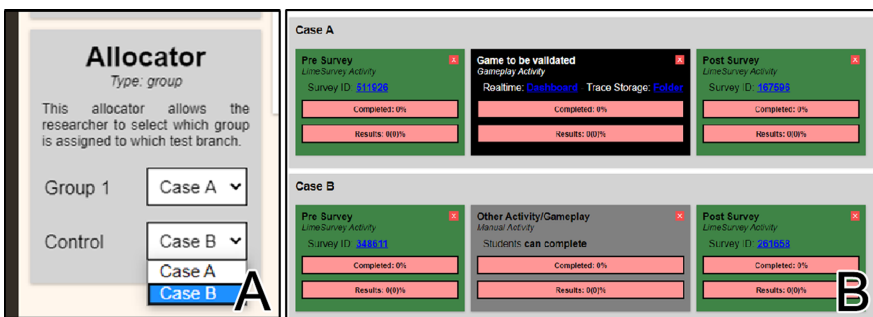 Allocator
Type: group
This allocator allows the
researcher to select which group
is assigned to which test branch.
Group 1 Case A
Control Case B
Case A
Case B
A
Case A
Pre Survey X
LimeSurvey Activity
Survey ID: 511926
Completed: 0%
Results: 0(0)%
Game to be validated X
Gameplay Activity
Realtime: Dashboard - Trace Storage: Folder
Completed: 0%
Results: 0(0)%
Post Survey X
LimeSurvey Activity
Survey ID: 167596
Completed: 0%
Results: 0(0)%
Case B
Pre Survey X
LimeSurvey Activity
Survey ID: 348611
Completed: 0%
Results: 0(0)%
Other Activity/Gameplay X
Manual Activity
Students can complete
Completed: 0%
Results: 0(0)%
Post Survey X
LimeSurvey Activity
Survey ID: 261658
Completed: 0%
Results: 0(0)%
B